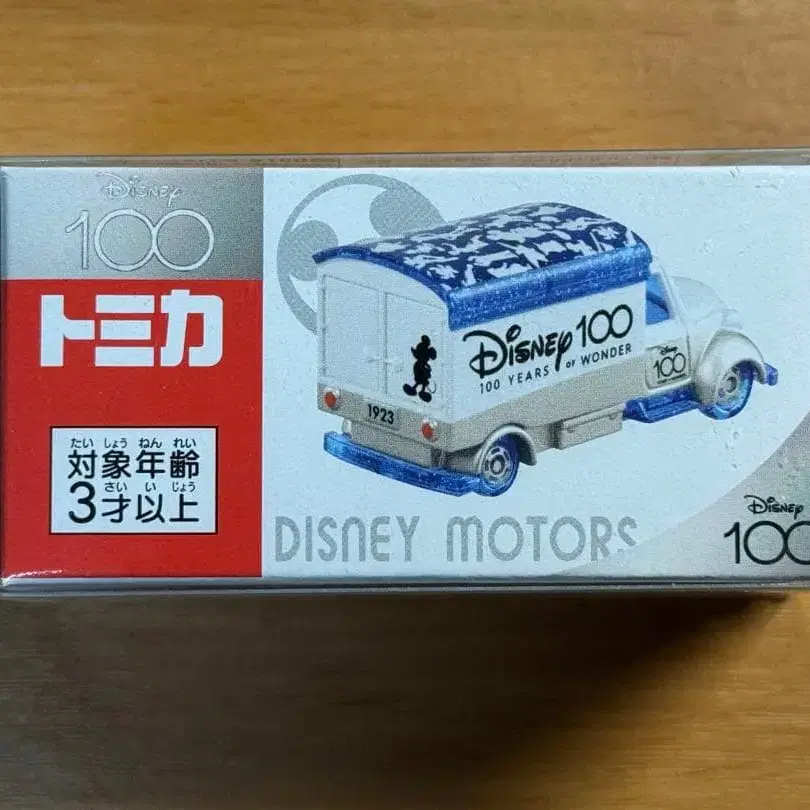 Disney
100
トミカ
たい しょう ねん れい
対象年齢
さい い じょう
3才以上
Disney 100
100 YEARS of WONDER
Disney
100
1923
DISNEY MOTORS
Disney
100